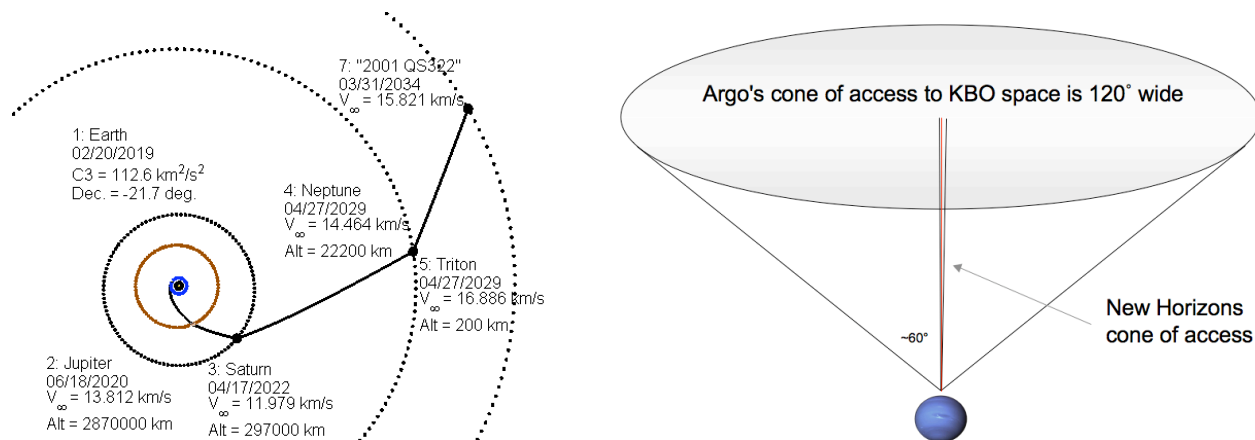 7: "2001 QS322"
03/31/2034
V∞ = 15.821 km/s
1: Earth
02/20/2019
C3 = 112.6 km²/s²
Dec. = -21.7 deg.
4: Neptune
04/27/2029
V∞ = 14.464 km/s
Alt = 22200 km
5: Triton
04/27/2029
V∞ = 16.886 km/s
Alt = 200 km
2: Jupiter
06/18/2020
V∞ = 13.812 km/s
Alt = 2870000 km
3: Saturn
04/17/2022
V∞ = 11.979 km/s
Alt = 297000 km
Argo's cone of access to KBO space is 120° wide
~60°
New Horizons
cone of access